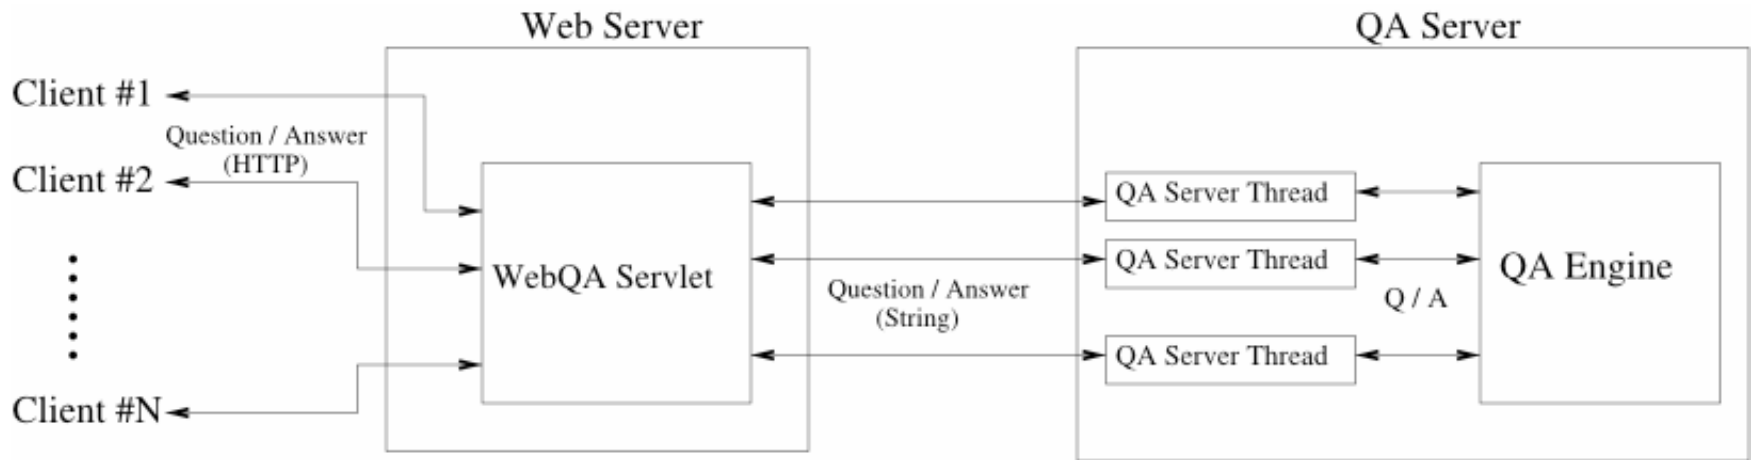 Web Server
QA Server
Client #1
Question / Answer
(HTTP)
Client #2
Client #N
WebQA Servlet
Question / Answer
(String)
QA Server Thread
QA Server Thread
QA Server Thread
Q / A
QA Engine